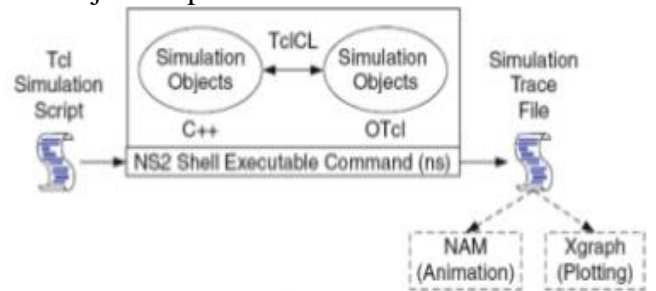 Tcl
Simulation
Script
Simulation
Objects
TclCL
Simulation
Objects
C++
OTcl
NS2 Shell Executable Command (ns)
Simulation
Trace
File
NAM
(Animation)
Xgraph
(Plotting)